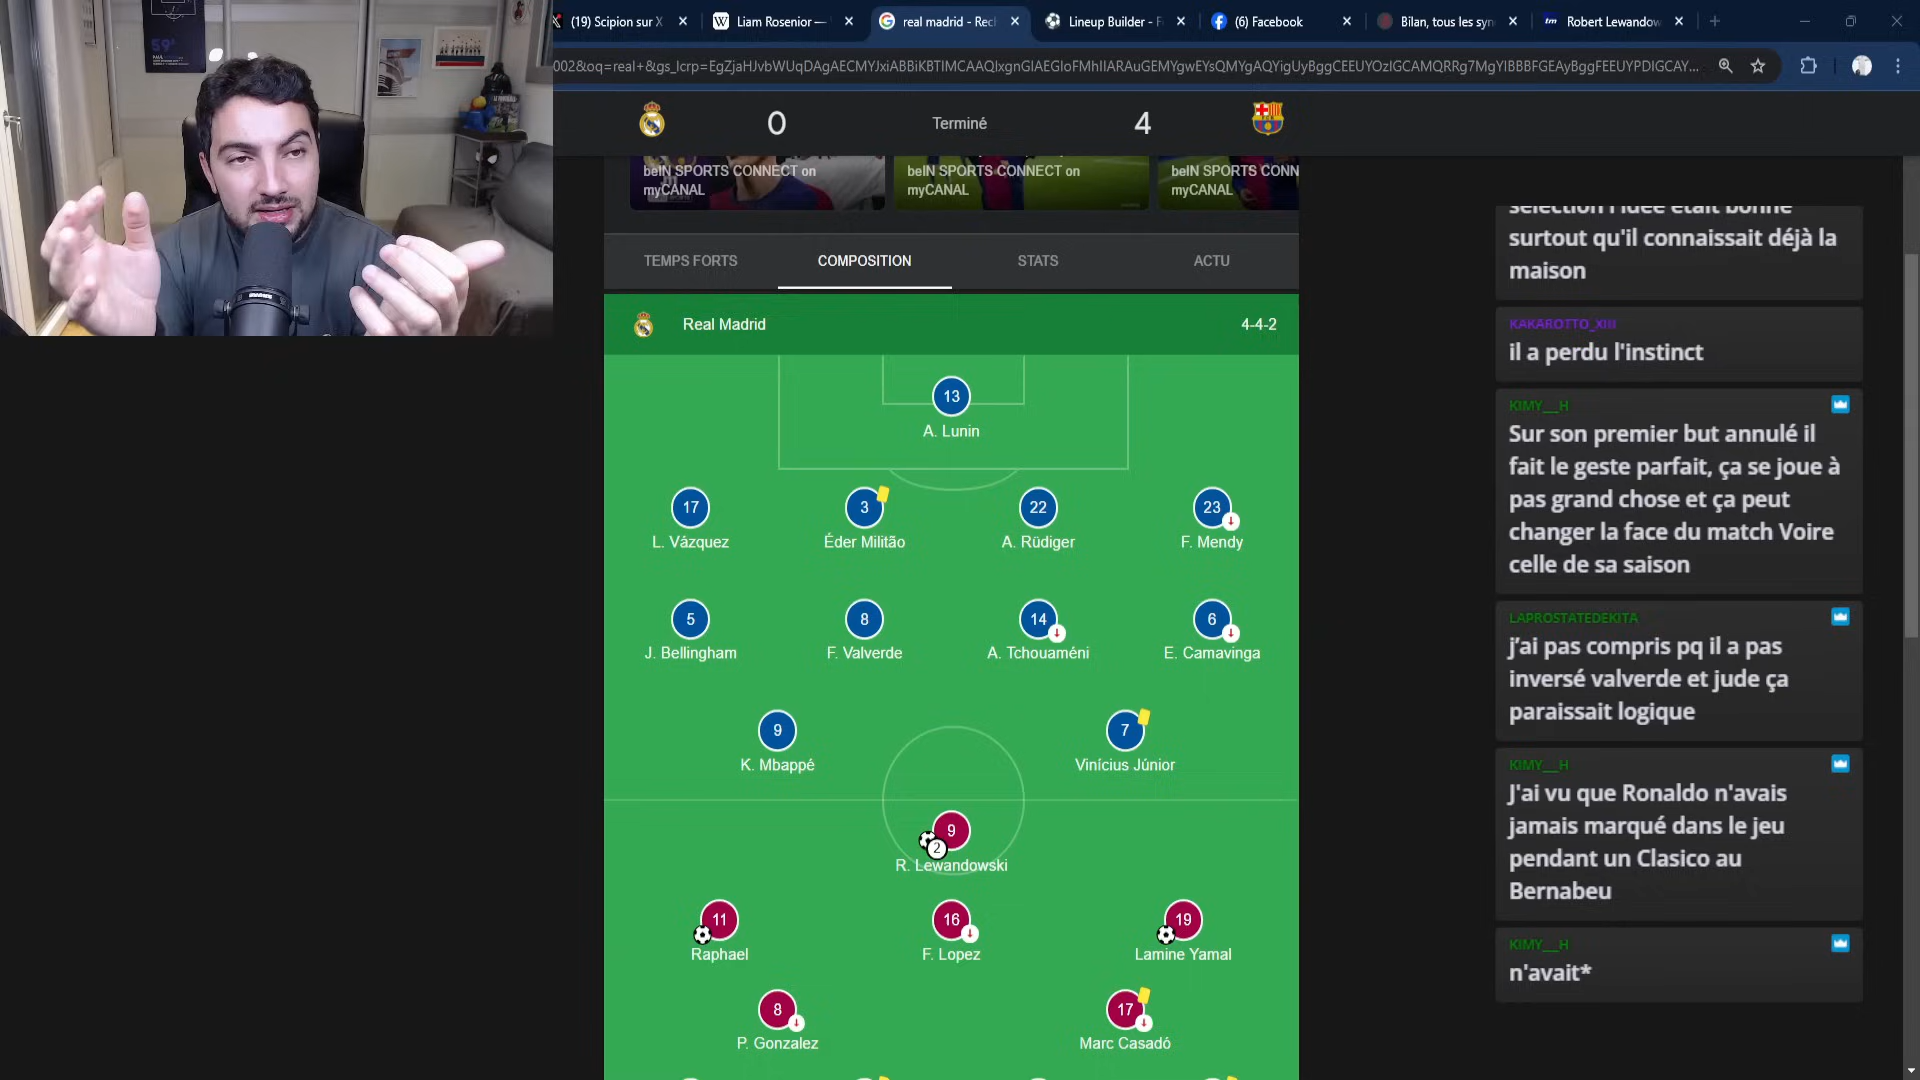 59'
(19) Scipion sur X
Liam Rosenior —
real madrid - Rech
Lineup Builder - F
(6) Facebook
Bilan, tous les syn
Robert Lewandow
TEMPS FORTS
COMPOSITION
STATS
ACTU
0
Terminé
4
beIN SPORTS CONNECT on
myCANAL
beIN SPORTS CONNECT on
myCANAL
beIN SPORTS CONN
myCANAL
Real Madrid
4-4-2
13
A. Lunin
17
L. Vázquez
3
Éder Militão
22
A. Rüdiger
23
F. Mendy
5
J. Bellingham
8
F. Valverde
14
A. Tchouaméni
6
E. Camavinga
9
K. Mbappé
7
Vinícius Júnior
9
2
R. Lewandowski
11
Raphael
16
F. Lopez
19
Lamine Yamal
8
P. Gonzalez
17
Marc Casadó
sélection l'idée était bonne
surtout qu'il connaissait déjà la
maison
KAKAROTTO_XIII
il a perdu l'instinct
KIMY__H
Sur son premier but annulé il
fait le geste parfait, ça se joue à
pas grand chose et ça peut
changer la face du match Voire
celle de sa saison
LAPROSTATEDEKITA
j'ai pas compris pq il a pas
inversé valverde et jude ça
paraissait logique
KIMY__H
J'ai vu que Ronaldo n'avais
jamais marqué dans le jeu
pendant un Clasico au
Bernabeu
KIMY__H
n'avait*